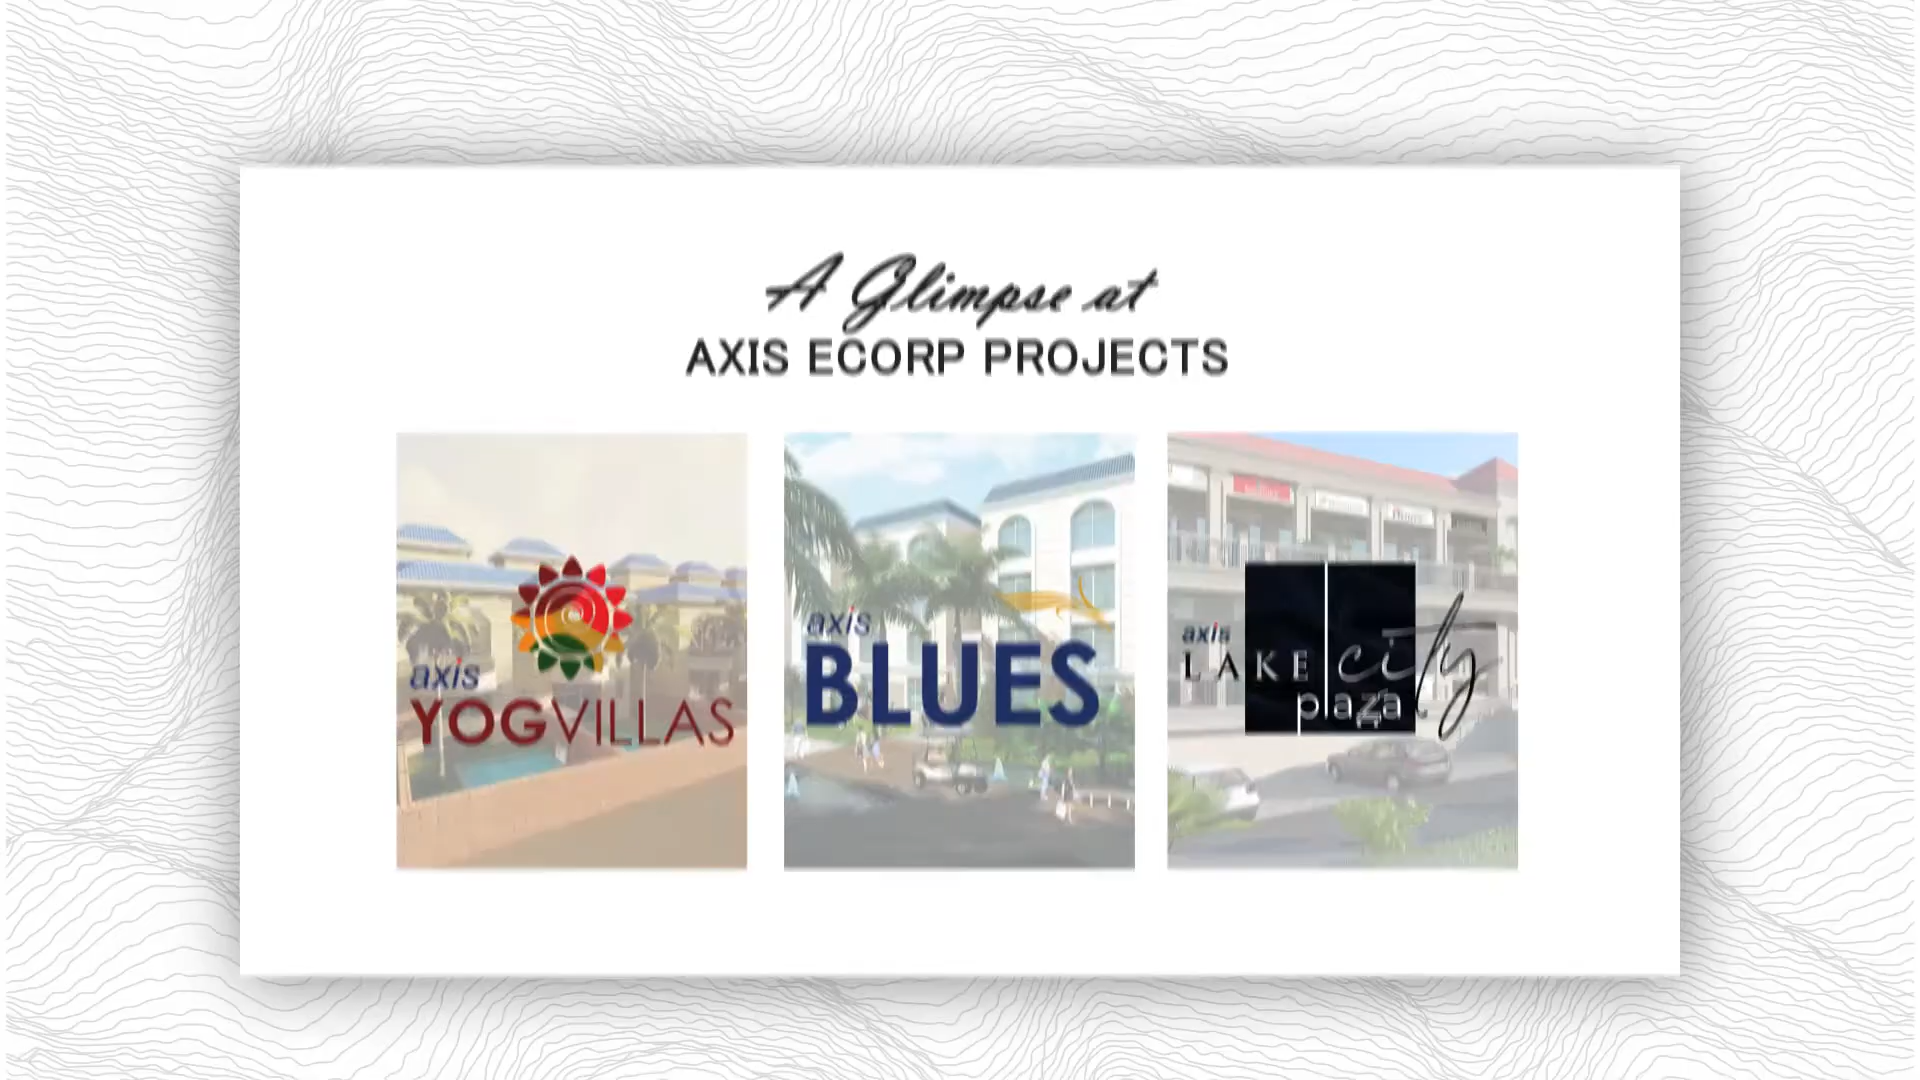 A Glimpse at
AXIS ECORP PROJECTS
axis
YOGVILLAS
axis
BLUES
axis
LAKE city
plaza